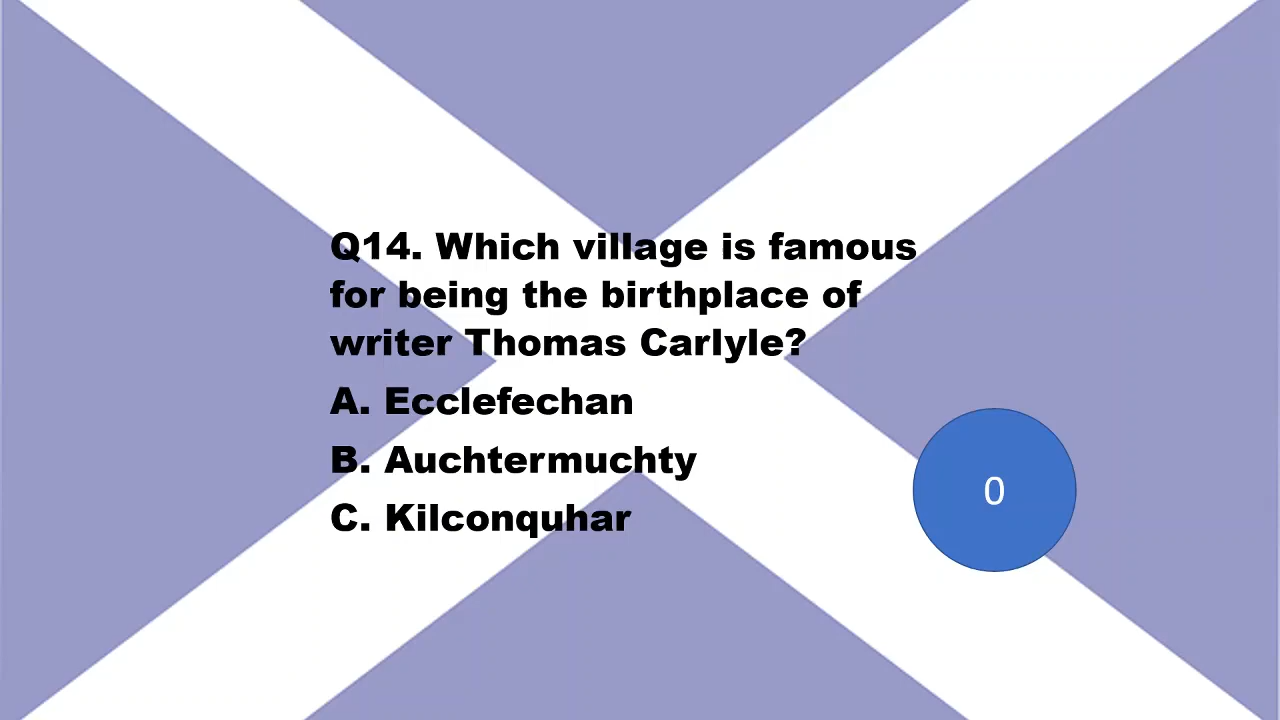 Q14. Which village is famous
for being the birthplace of
writer Thomas Carlyle?
A. Ecclefechan
B. Auchtermuchty
C. Kilconquhar
0